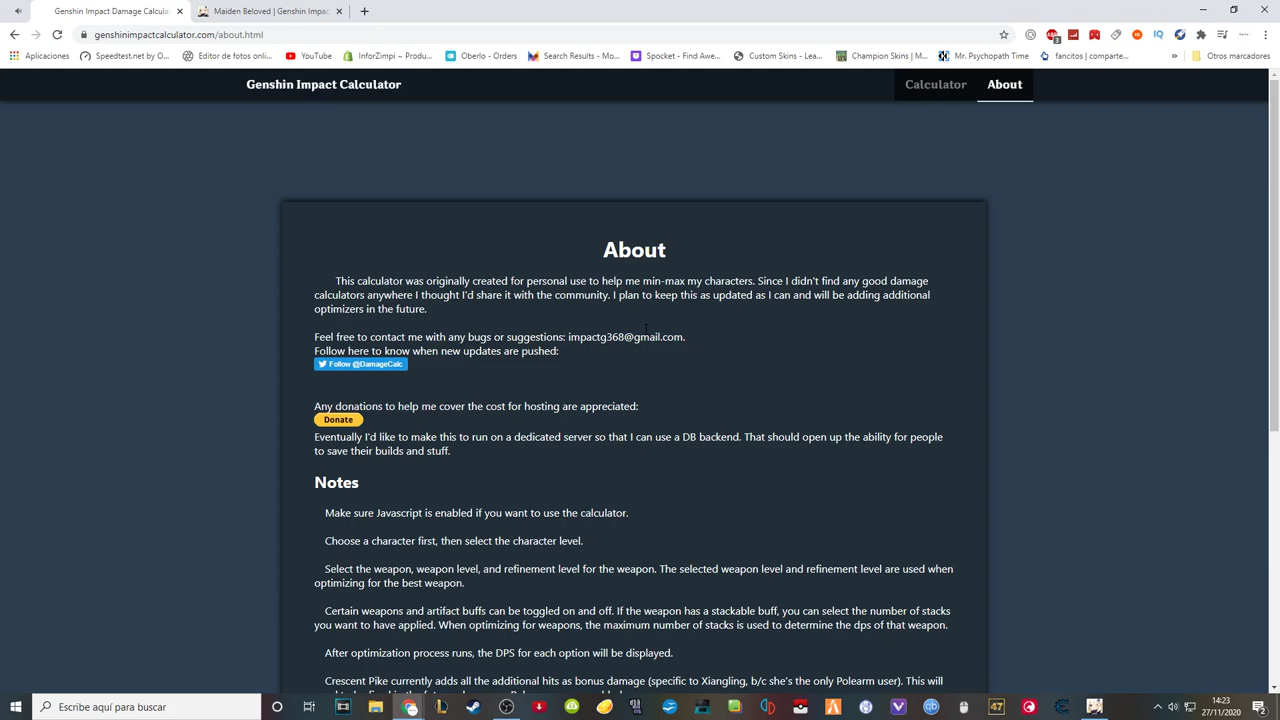 Genshin Impact Damage Calcula
Maiden Beloved | Genshin Impac
genshinimpactcalculator.com/about.html
Aplicaciones
Speedtest.net by O...
Editor de fotos onli...
YouTube
InforZimpi ~ Produ...
Oberlo - Orders
Search Results - Mo...
Spocket - Find Awe...
Custom Skins - Lea...
Champion Skins | M...
Mr. Psychopath Time
fancitos | comparte...
»
Otros marcadores
Genshin Impact Calculator
Calculator
About
About
This calculator was originally created for personal use to help me min-max my characters. Since I didn't find any good damage
calculators anywhere I thought I'd share it with the community. I plan to keep this as updated as I can and will be adding additional
optimizers in the future.
Feel free to contact me with any bugs or suggestions: impactg368@gmail.com.
Follow here to know when new updates are pushed:
Follow @DamageCalc
Any donations to help me cover the cost for hosting are appreciated:
Donate
Eventually I'd like to make this to run on a dedicated server so that I can use a DB backend. That should open up the ability for people
to save their builds and stuff.
Notes
Make sure Javascript is enabled if you want to use the calculator.
Choose a character first, then select the character level.
Select the weapon, weapon level, and refinement level for the weapon. The selected weapon level and refinement level are used when
optimizing for the best weapon.
Certain weapons and artifact buffs can be toggled on and off. If the weapon has a stackable buff, you can select the number of stacks
you want to have applied. When optimizing for weapons, the maximum number of stacks is used to determine the dps of that weapon.
After optimization process runs, the DPS for each option will be displayed.
Crescent Pike currently adds all the additional hits as bonus damage (specific to Xiangling, b/c she's the only Polearm user). This will
Escribe aquí para buscar
14:23
27/11/2020